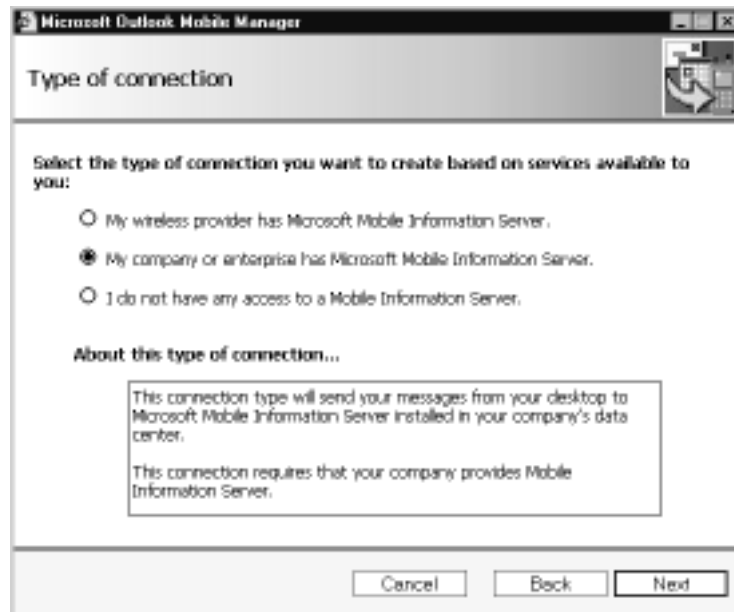 Microsoft Outlook Mobile Manager
Type of connection
Select the type of connection you want to create based on services available to
you:
My wireless provider has Microsoft Mobile Information Server.
My company or enterprise has Microsoft Mobile Information Server.
I do not have any access to a Mobile Information Server.
About this type of connection...
This connection type will send your messages from your desktop to
Microsoft Mobile Information Server installed in your company's data
center.
This connection requires that your company provides Mobile
Information Server.
Cancel
Back
Next